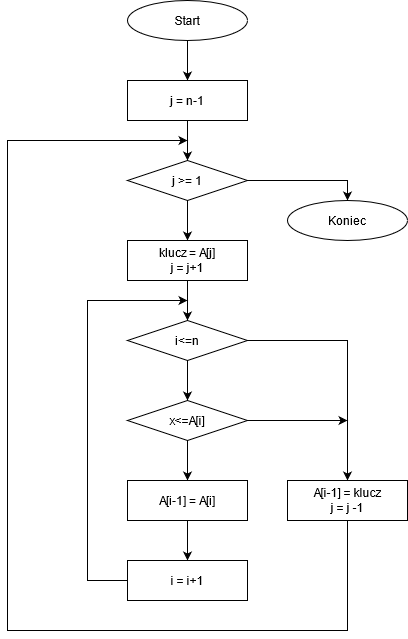 Start
j = n-1
j >= 1
Koniec
klucz = A[j]
j = j+1
i<=n
x<=A[i]
A[i-1] = A[i]
A[i-1] = klucz
j = j -1
i = i+1